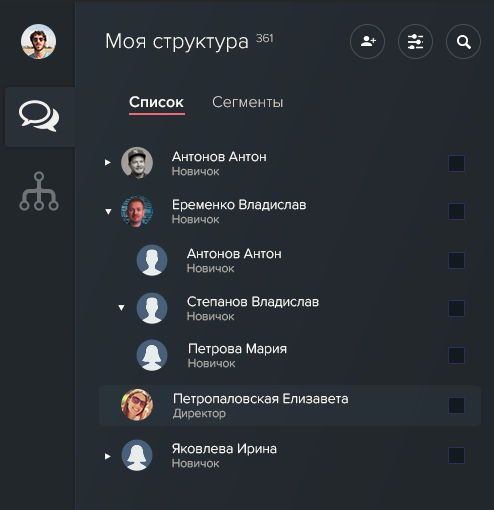 Моя структура 361
Список Сегменты
Антонов Антон
Новичок
Еременко Владислав
Новичок
Антонов Антон
Новичок
Степанов Владислав
Новичок
Петрова Мария
Новичок
Петропаловская Елизавета
Директор
Яковлева Ирина
Новичок